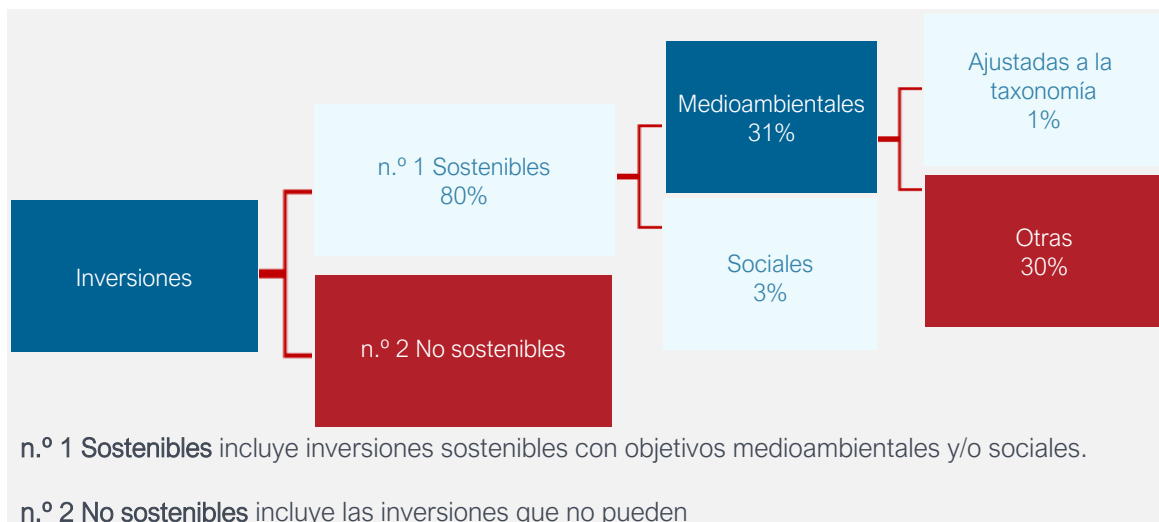 Inversiones
n.º 1 Sostenibles
80%
n.º 2 No sostenibles
Medioambientales
31%
Sociales
3%
Ajustadas a la
taxonomía
1%
Otras
30%
n.º 1 Sostenibles incluye inversiones sostenibles con objetivos medioambientales y/o sociales.
n.º 2 No sostenibles incluye las inversiones que no pueden